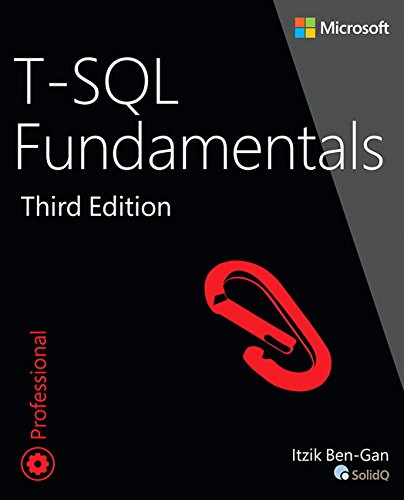 Microsoft
T-SQL
Fundamentals
Third Edition
Professional
Itzik Ben-Gan
SolidQ